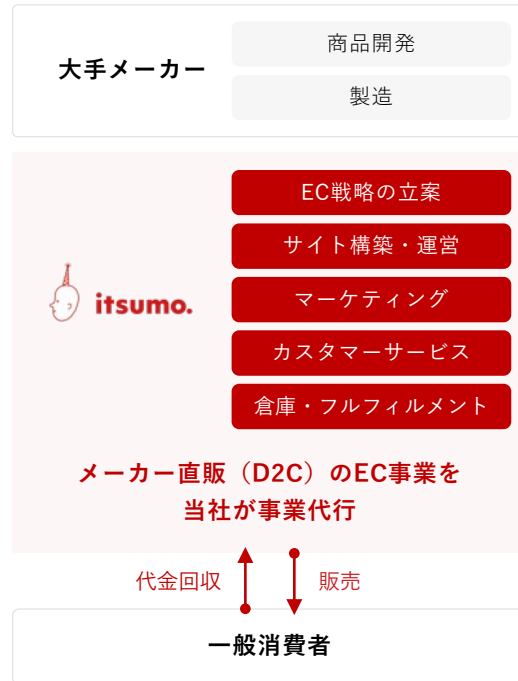 大手メーカー
商品開発
製造
EC戦略の立案
サイト構築・運営
itsumo.
マーケティング
カスタマーサービス
倉庫・フルフィルメント
メーカー直販（D2C）のEC事業を
当社が事業代行
代金回収
販売
一般消費者